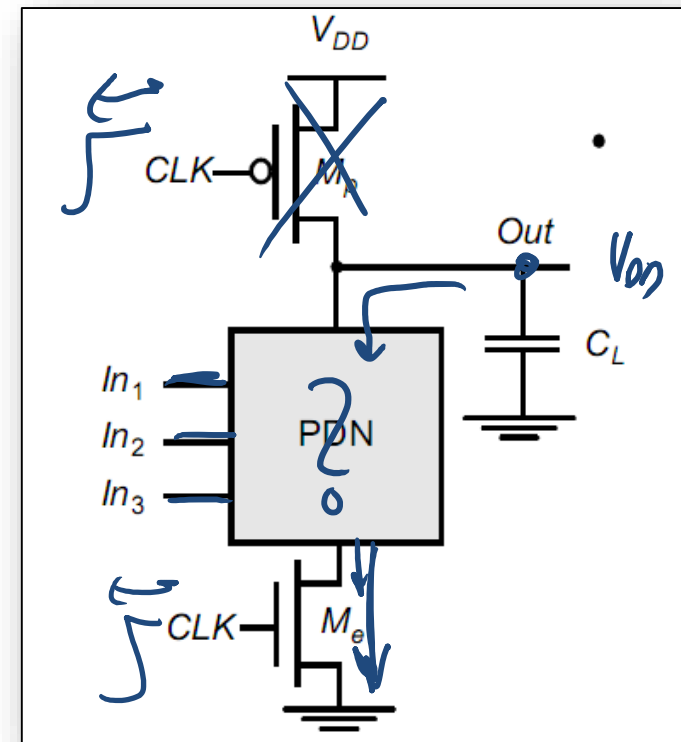 V_DD
CLK
M_p
Out
V_DD
C_L
In_1
In_2
PDN
?
In_3
CLK
M_e